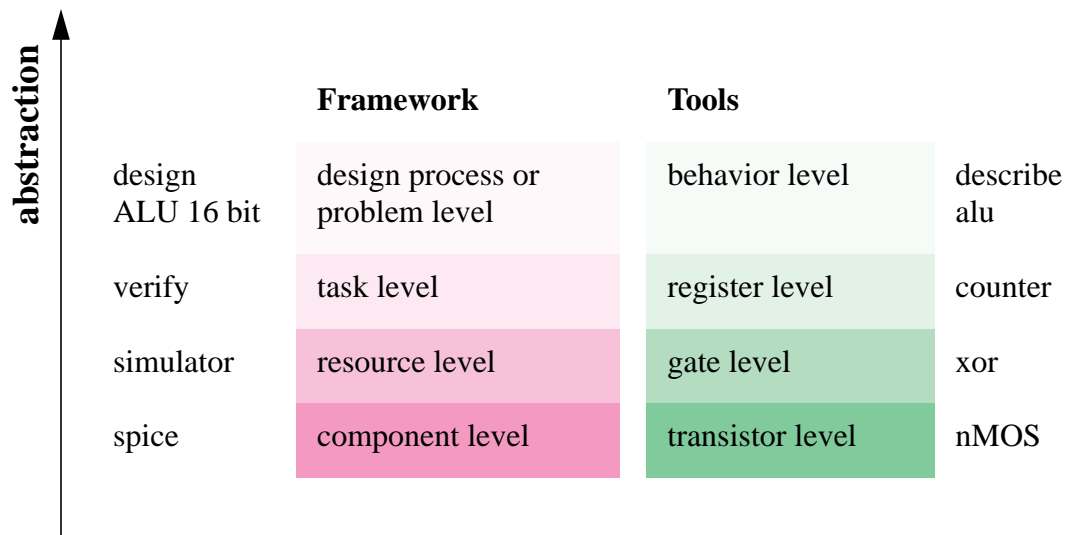 abstraction
Framework
Tools
design
ALU 16 bit
design process or
problem level
behavior level
describe
alu
verify
task level
register level
counter
simulator
resource level
gate level
xor
spice
component level
transistor level
nMOS